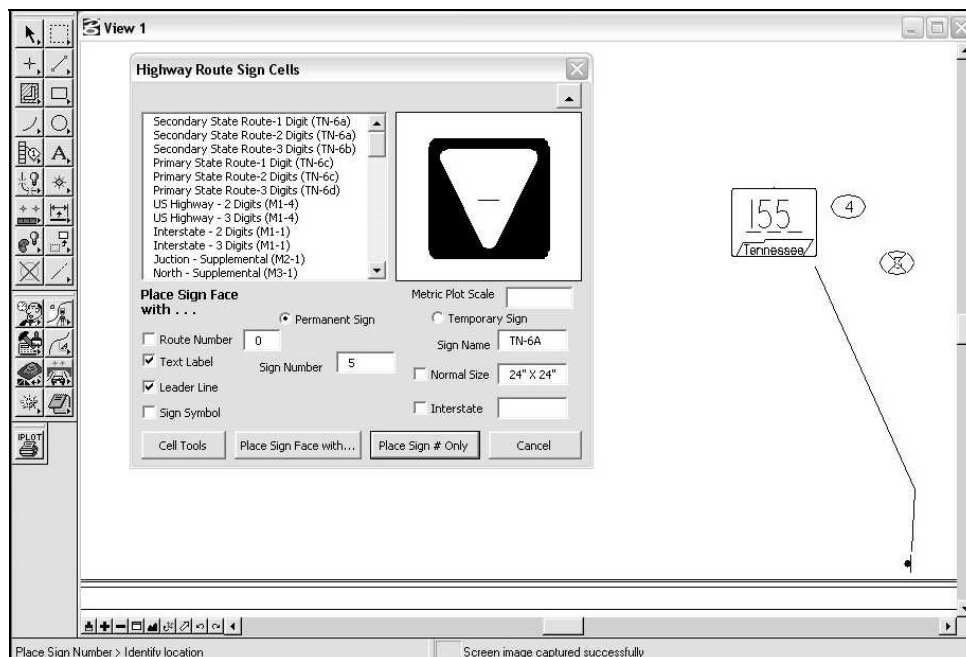 View 1
Highway Route Sign Cells
Secondary State Route-1 Digit (TN-6a)
Secondary State Route-2 Digits (TN-6a)
Secondary State Route-3 Digits (TN-6b)
Primary State Route-1 Digit (TN-6c)
Primary State Route-2 Digits (TN-6c)
Primary State Route-3 Digits (TN-6d)
US Highway - 2 Digits (M1-4)
US Highway - 3 Digits (M1-4)
Interstate - 2 Digits (M1-1)
Interstate - 3 Digits (M1-1)
Juction - Supplemental (M2-1)
North - Supplemental (M3-1)
Place Sign Face
with . . .
Metric Plot Scale
Permanent Sign
Temporary Sign
Route Number 0
Sign Name TN-6A
Text Label
Sign Number 5
Normal Size 24" X 24"
Leader Line
Interstate
Sign Symbol
Cell Tools
Place Sign Face with...
Place Sign # Only
Cancel
155
Tennessee
4
A
IPLOT
Place Sign Number > Identify location
Screen image captured successfully